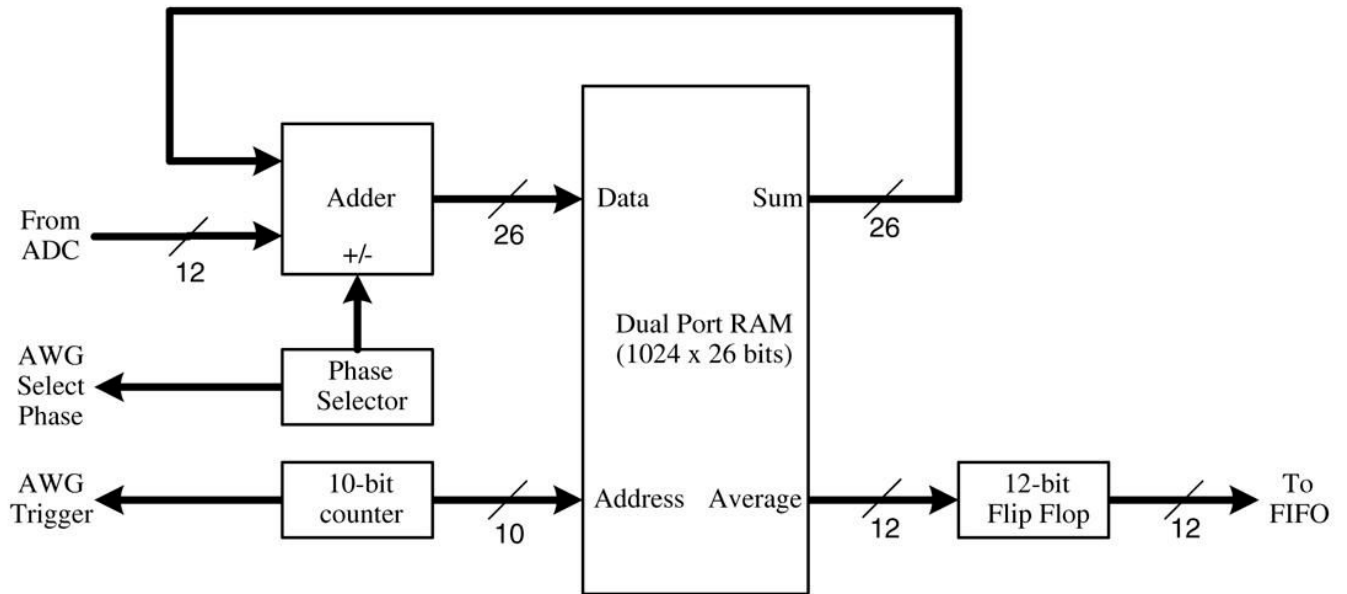 Adder
+/-
From
ADC
12
26
Data
Sum
26
Dual Port RAM
(1024 x 26 bits)
AWG
Select
Phase
Phase
Selector
AWG
Trigger
10-bit
counter
10
Address
Average
12
12-bit
Flip Flop
12
To
FIFO